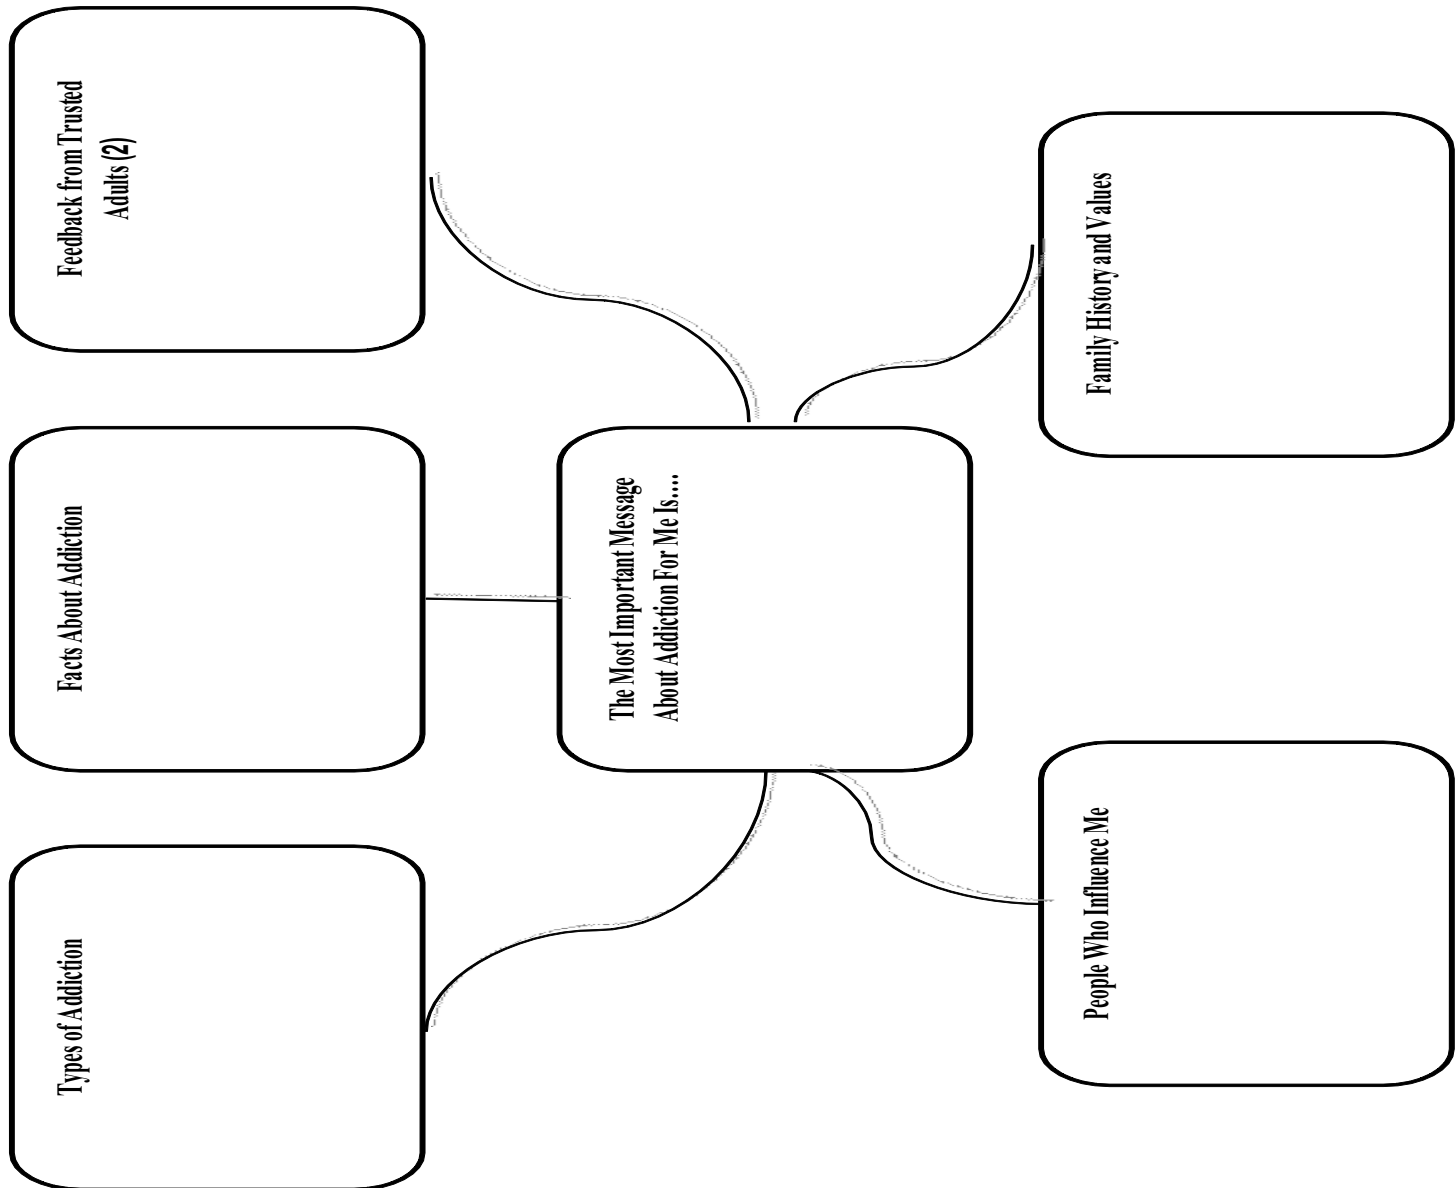 Types of Addiction
Facts About Addiction
Feedback from Trusted
Adults (2)
The Most Important Message
About Addiction For Me Is....
People Who Influence Me
Family History and Values